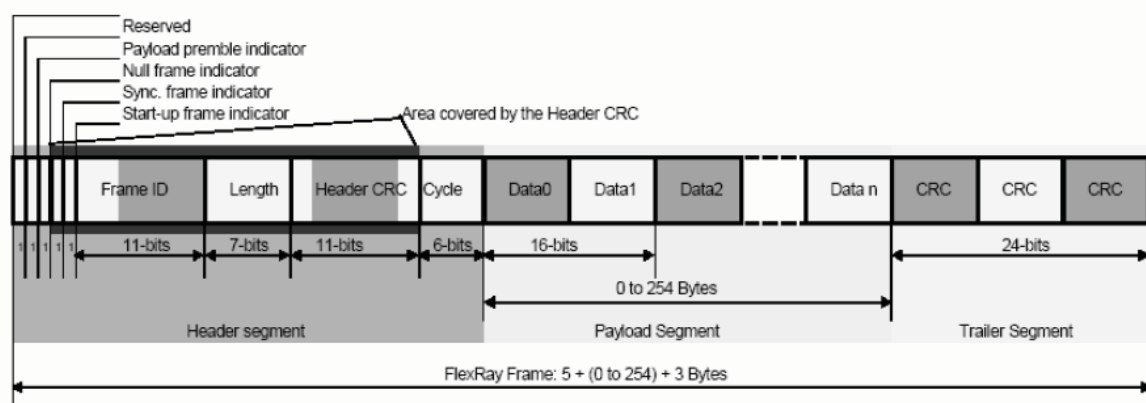 Reserved
Payload premble indicator
Null frame indicator
Sync. frame indicator
Start-up frame indicator
Area covered by the Header CRC
Frame ID Length Header CRC Cycle Data0 Data1 Data2 Data n CRC CRC CRC
1 1 1 1 1 11-bits 7-bits 11-bits 6-bits 16-bits 24-bits
0 to 254 Bytes
Header segment Payload Segment Trailer Segment
FlexRay Frame: 5 + (0 to 254) + 3 Bytes